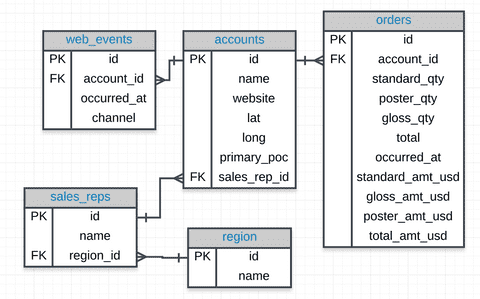 web_events
PK id
FK account_id
occurred_at
channel
accounts
PK id
name
website
lat
long
primary_poc
FK sales_rep_id
orders
PK id
FK account_id
standard_qty
poster_qty
gloss_qty
total
occurred_at
standard_amt_usd
gloss_amt_usd
poster_amt_usd
total_amt_usd
sales_reps
PK id
name
FK region_id
region
PK id
name